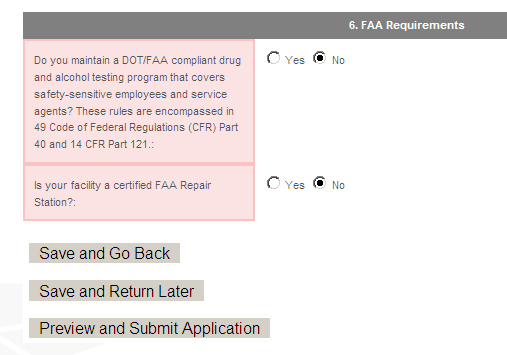 6. FAA Requirements
Do you maintain a DOT/FAA compliant drug
Yes No
and alcohol testing program that covers
safety-sensitive employees and service
agents? These rules are encompassed in
49 Code of Federal Regulations (CFR) Part
40 and 14 CFR Part 121.:
Is your facility a certified FAA Repair
Yes No
Station?:
Save and Go Back
Save and Return Later
Preview and Submit Application